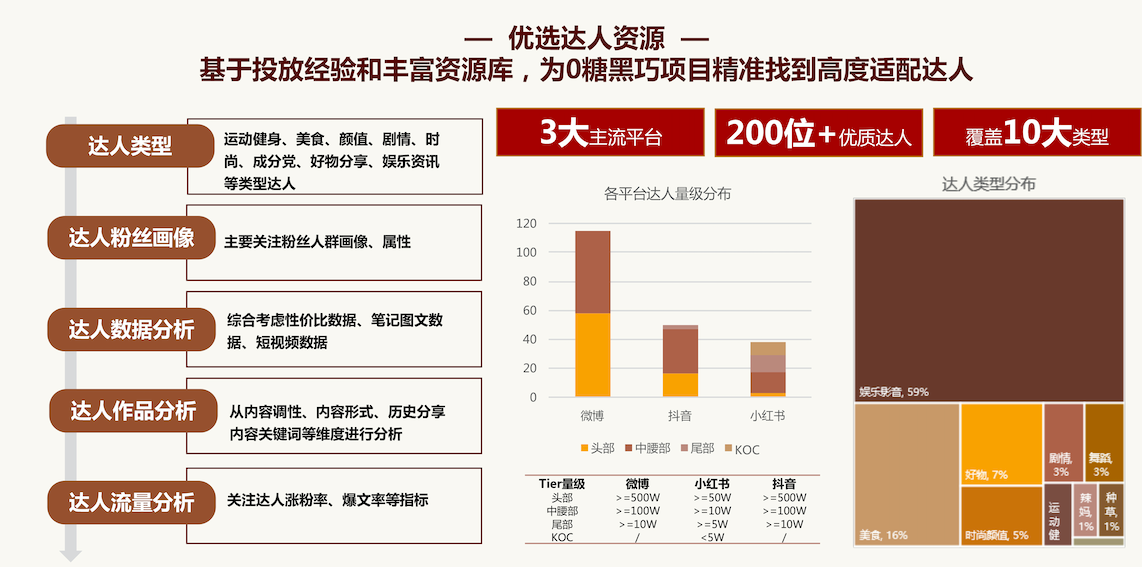 — 优选达人资源 —
基于投放经验和丰富资源库，为0糖黑巧项目精准找到高度适配达人
达人类型
运动健身、美食、颜值、剧情、时
尚、成分党、好物分享、娱乐资讯
等类型达人
达人粉丝画像
主要关注粉丝人群画像、属性
达人数据分析
综合考虑性价比数据、笔记图文数
据、短视频数据
达人作品分析
从内容调性、内容形式、历史分享
内容关键词等维度进行分析
达人流量分析
关注达人涨粉率、爆文率等指标
3大主流平台
200位+优质达人
覆盖10大类型
各平台达人量级分布
120
100
80
60
40
20
0
微博 抖音 小红书
头部 中腰部 尾部 KOC
Tier量级 微博 小红书 抖音
头部 >=500W >=50W >=500W
中腰部 >=100W >=10W >=100W
尾部 >=10W >=5W >=10W
KOC / <5W /
达人类型分布
娱乐影音, 59%
美食, 16%
好物, 7%
时尚颜值, 5%
剧情,
3%
舞蹈,
3%
运
动
健
辣
妈,
1%
种
草,
1%